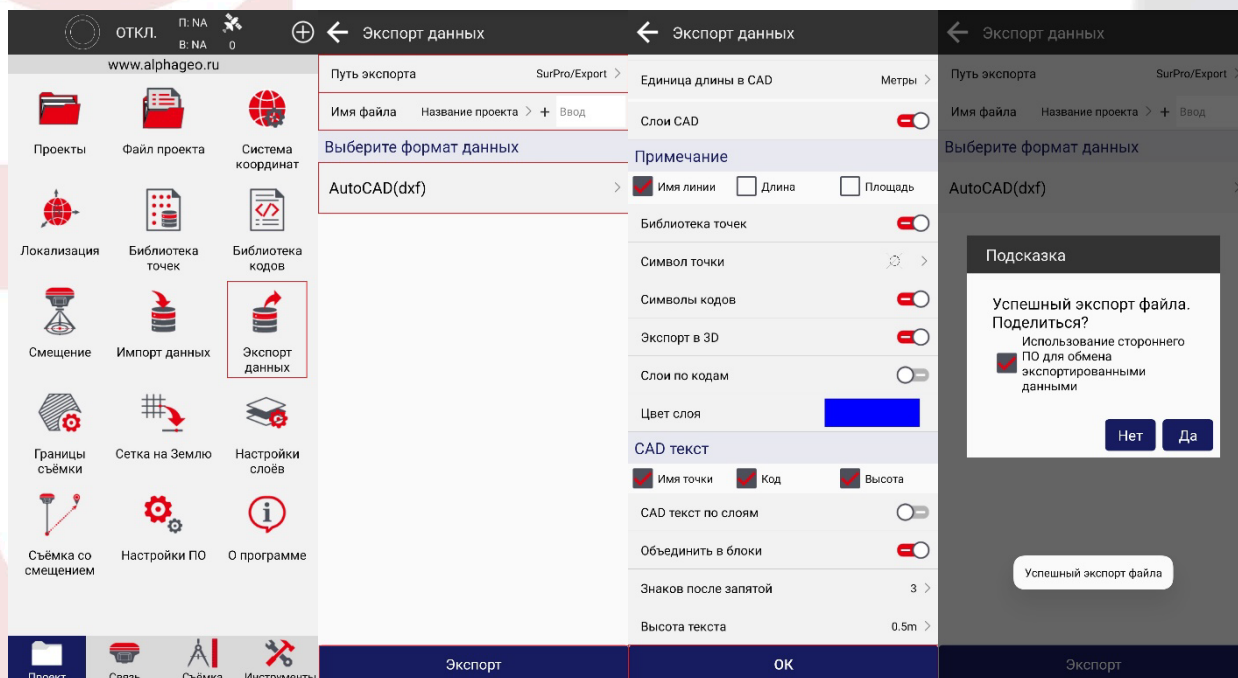 ОТКЛ.
П: NA
В: NA
0
www.alphageo.ru
Проекты
Файл проекта
Система
координат
Локализация
Библиотека
точек
Библиотека
кодов
Смещение
Импорт данных
Экспорт
данных
Границы
съёмки
Сетка на Землю
Настройки
слоёв
Съёмка со
смещением
Настройки ПО
О программе
Проект
Связь
Съёмка
Инструменты
Экспорт данных
Путь экспорта SurPro/Export >
Имя файла Название проекта > + Ввод
Выберите формат данных
AutoCAD(dxf) >
Экспорт
Экспорт данных
Единица длины в CAD Метры >
Слои CAD
Примечание
Имя линии Длина Площадь
Библиотека точек
Символ точки >
Символы кодов
Экспорт в 3D
Слои по кодам
Цвет слоя
CAD текст
Имя точки Код Высота
CAD текст по слоям
Объединить в блоки
Знаков после запятой 3 >
Высота текста 0.5m >
ОК
Экспорт данных
Путь экспорта SurPro/Export >
Имя файла Название проекта > + Ввод
Выберите формат данных
AutoCAD(dxf)
Подсказка
Успешный экспорт файла.
Поделиться?
Использование стороннего
ПО для обмена
экспортированными
данными
Нет Да
Успешный экспорт файла
Экспорт